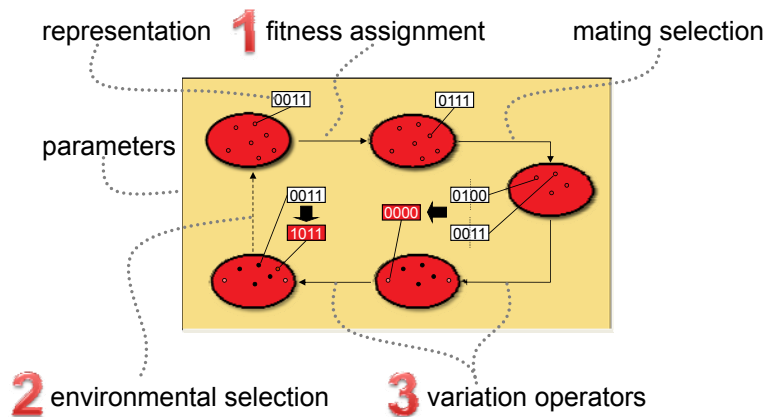 representation 1 fitness assignment mating selection
0011 0111
parameters
0011 0000 0100
1011 0011
2 environmental selection 3 variation operators